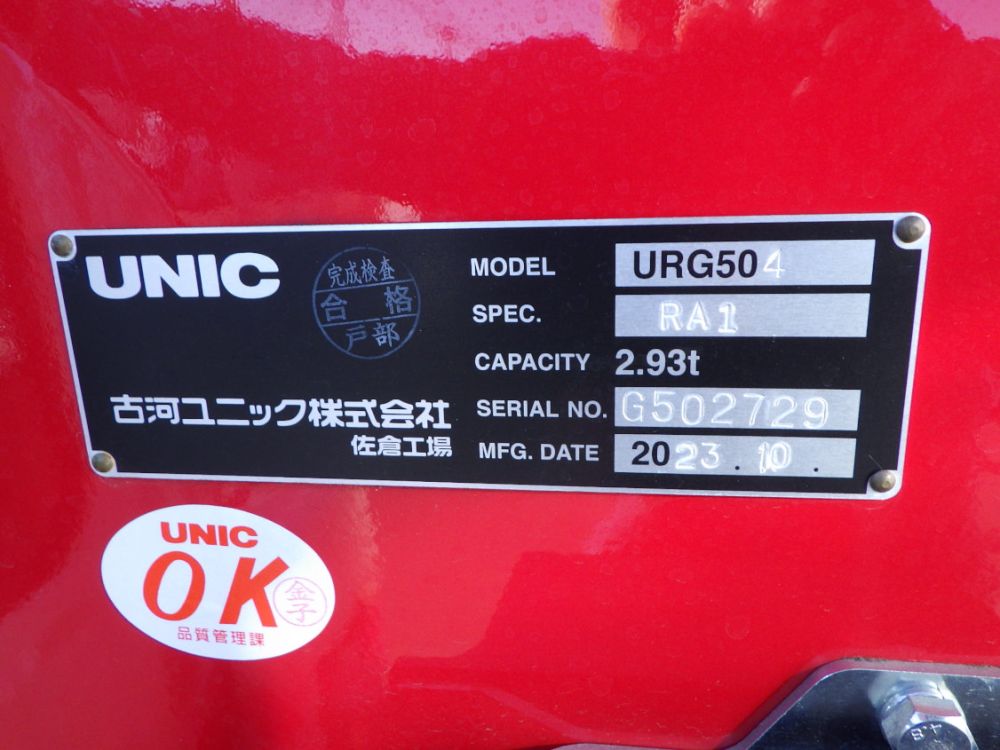 UNIC
完成検査
合格
戸部
MODEL URG504
SPEC. RA1
CAPACITY 2.93t
古河ユニック株式会社
佐倉工場
SERIAL NO. G502729
MFG. DATE 2023.10.
UNIC
OK
金子
品質管理課